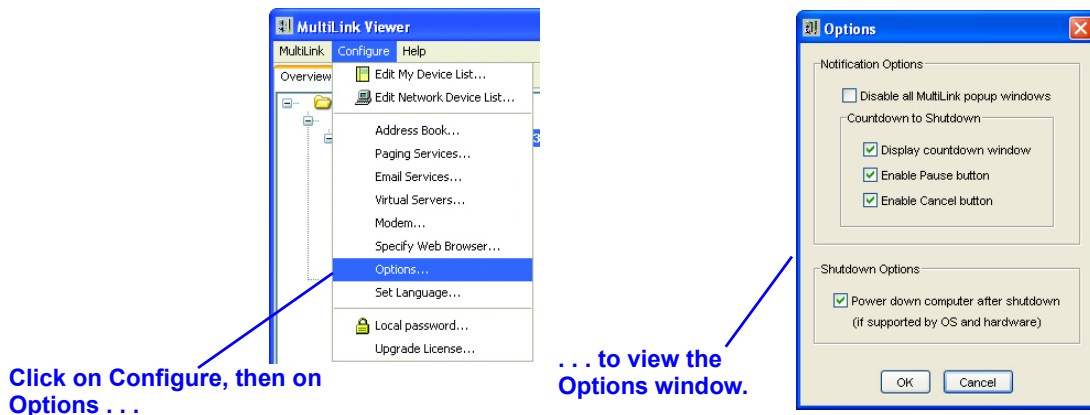 MultiLink Viewer
MultiLink Configure Help
Overview
Edit My Device List...
Edit Network Device List...
3
Address Book...
Paging Services...
Email Services...
Virtual Servers...
Modem...
Specify Web Browser...
Options...
Set Language...
Local password...
Upgrade License...
Click on Configure, then on
Options . . .
. . . to view the
Options window.
Options
Notification Options
Disable all MultiLink popup windows
Countdown to Shutdown
Display countdown window
Enable Pause button
Enable Cancel button
Shutdown Options
Power down computer after shutdown
(if supported by OS and hardware)
OK Cancel